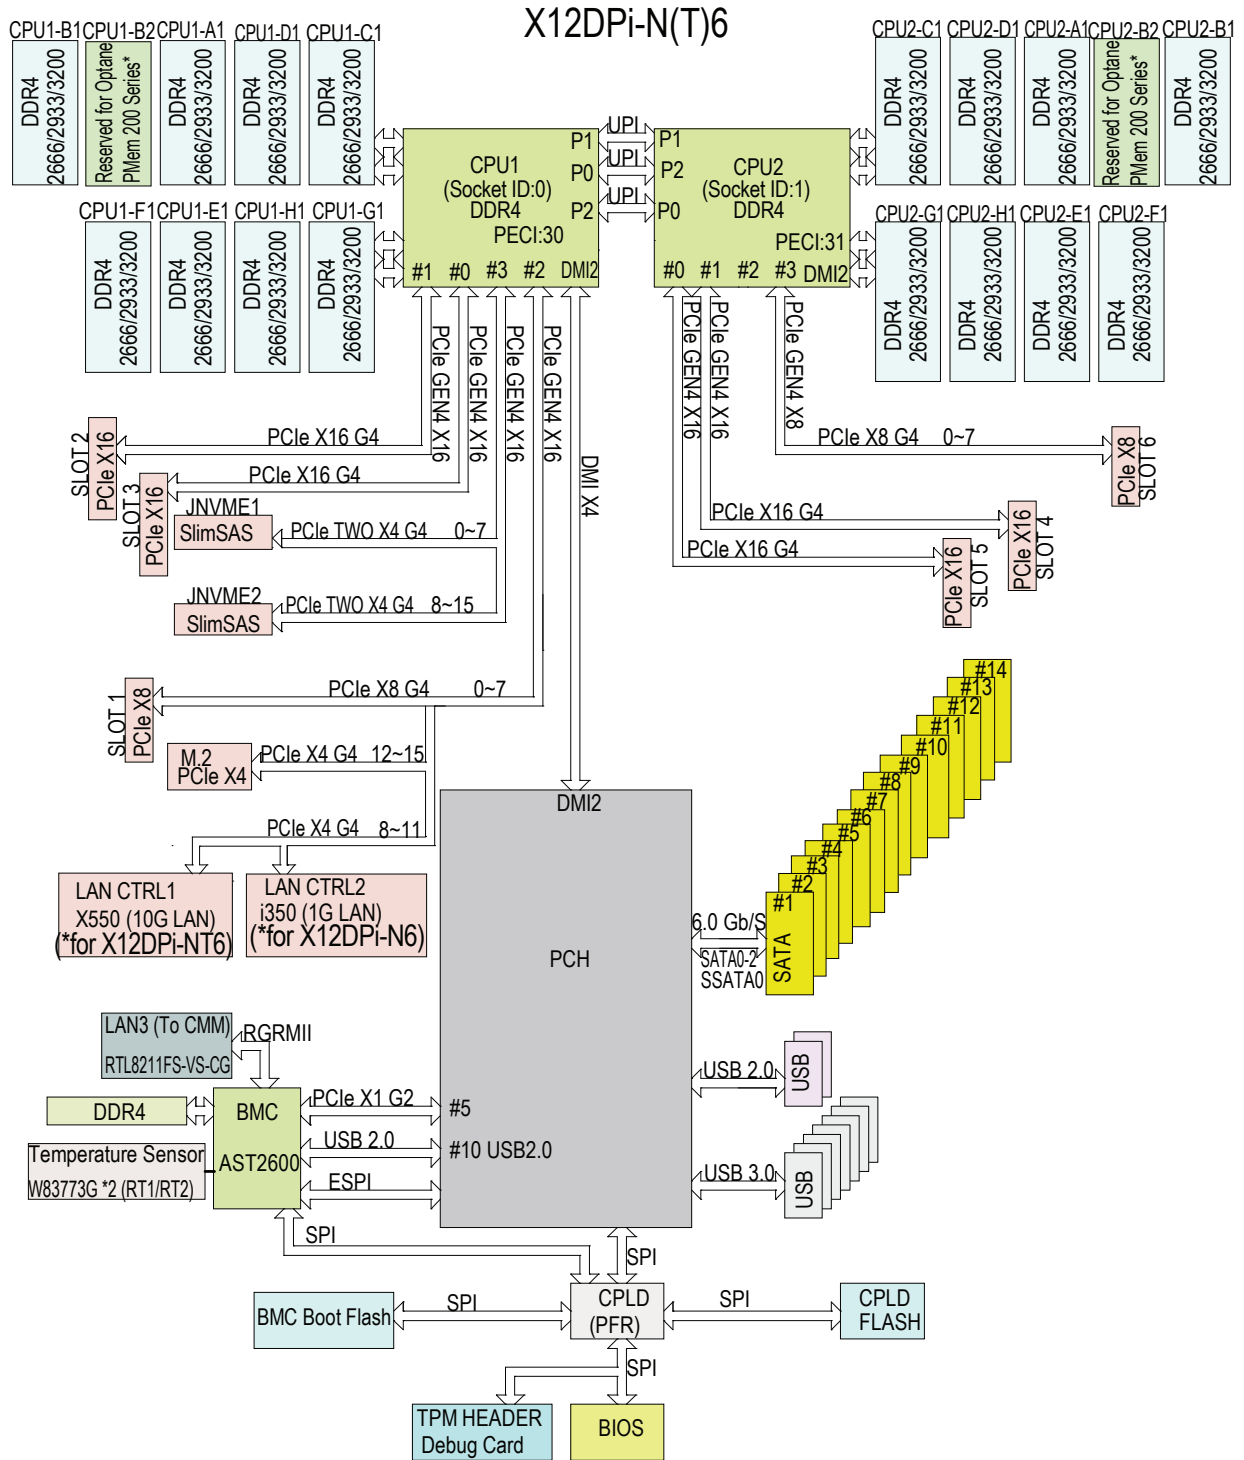 X12DPi-N(T)6
CPU1-B1
CPU1-B2
CPU1-A1
CPU1-D1
CPU1-C1
DDR4
2666/2933/3200
Reserved for Optane
PMem 200 Series*
DDR4
2666/2933/3200
DDR4
2666/2933/3200
DDR4
2666/2933/3200
CPU2-C1
CPU2-D1
CPU2-A1
CPU2-B2
CPU2-B1
DDR4
2666/2933/3200
DDR4
2666/2933/3200
DDR4
2666/2933/3200
Reserved for Optane
PMem 200 Series*
DDR4
2666/2933/3200
CPU1-F1
CPU1-E1
CPU1-H1
CPU1-G1
DDR4
2666/2933/3200
DDR4
2666/2933/3200
DDR4
2666/2933/3200
DDR4
2666/2933/3200
CPU2-G1
CPU2-H1
CPU2-E1
CPU2-F1
DDR4
2666/2933/3200
DDR4
2666/2933/3200
DDR4
2666/2933/3200
DDR4
2666/2933/3200
CPU1
(Socket ID:0)
DDR4
PECI:30
P1
P0
P2
#1
#0
#3
#2
DMI2
UPI
UPI
UPI
P1
P2
P0
CPU2
(Socket ID:1)
DDR4
PECI:31
#0
#1
#2
#3
DMI2
PCIe GEN4 X16
PCIe GEN4 X16
PCIe GEN4 X16
PCIe GEN4 X16
DMI X4
PCIe GEN4 X16
PCIe GEN4 X16
PCIe GEN4 X8
SLOT 2
PCIe X16
PCIe X16 G4
SLOT 3
PCIe X16
PCIe X16 G4
JNVME1
SlimSAS
PCIe TWO X4 G4 0~7
JNVME2
SlimSAS
PCIe TWO X4 G4 8~15
PCIe X8 G4 0~7
PCIe X8
SLOT 6
PCIe X16 G4
PCIe X16
SLOT 4
PCIe X16 G4
PCIe X16
SLOT 5
SLOT 1
PCIe X8
PCIe X8 G4 0~7
M.2
PCIe X4
PCIe X4 G4 12~15
PCIe X4 G4 8~11
LAN CTRL1
X550 (10G LAN)
(*for X12DPi-NT6)
LAN CTRL2
i350 (1G LAN)
(*for X12DPi-N6)
DMI2
PCH
#14
#13
#12
#11
#10
#9
#8
#7
#6
#5
#4
#3
#2
#1
SATA
6.0 Gb/S
SATA0-2
SSATA0
LAN3 (To CMM)
RTL8211FS-VS-CG
RGRMII
DDR4
BMC
AST2600
Temperature Sensor
W83773G *2 (RT1/RT2)
PCIe X1 G2
#5
USB 2.0
#10 USB2.0
ESPI
USB 2.0
USB
USB 3.0
USB
SPI
SPI
BMC Boot Flash
SPI
CPLD
(PFR)
SPI
CPLD
FLASH
SPI
TPM HEADER
Debug Card
BIOS